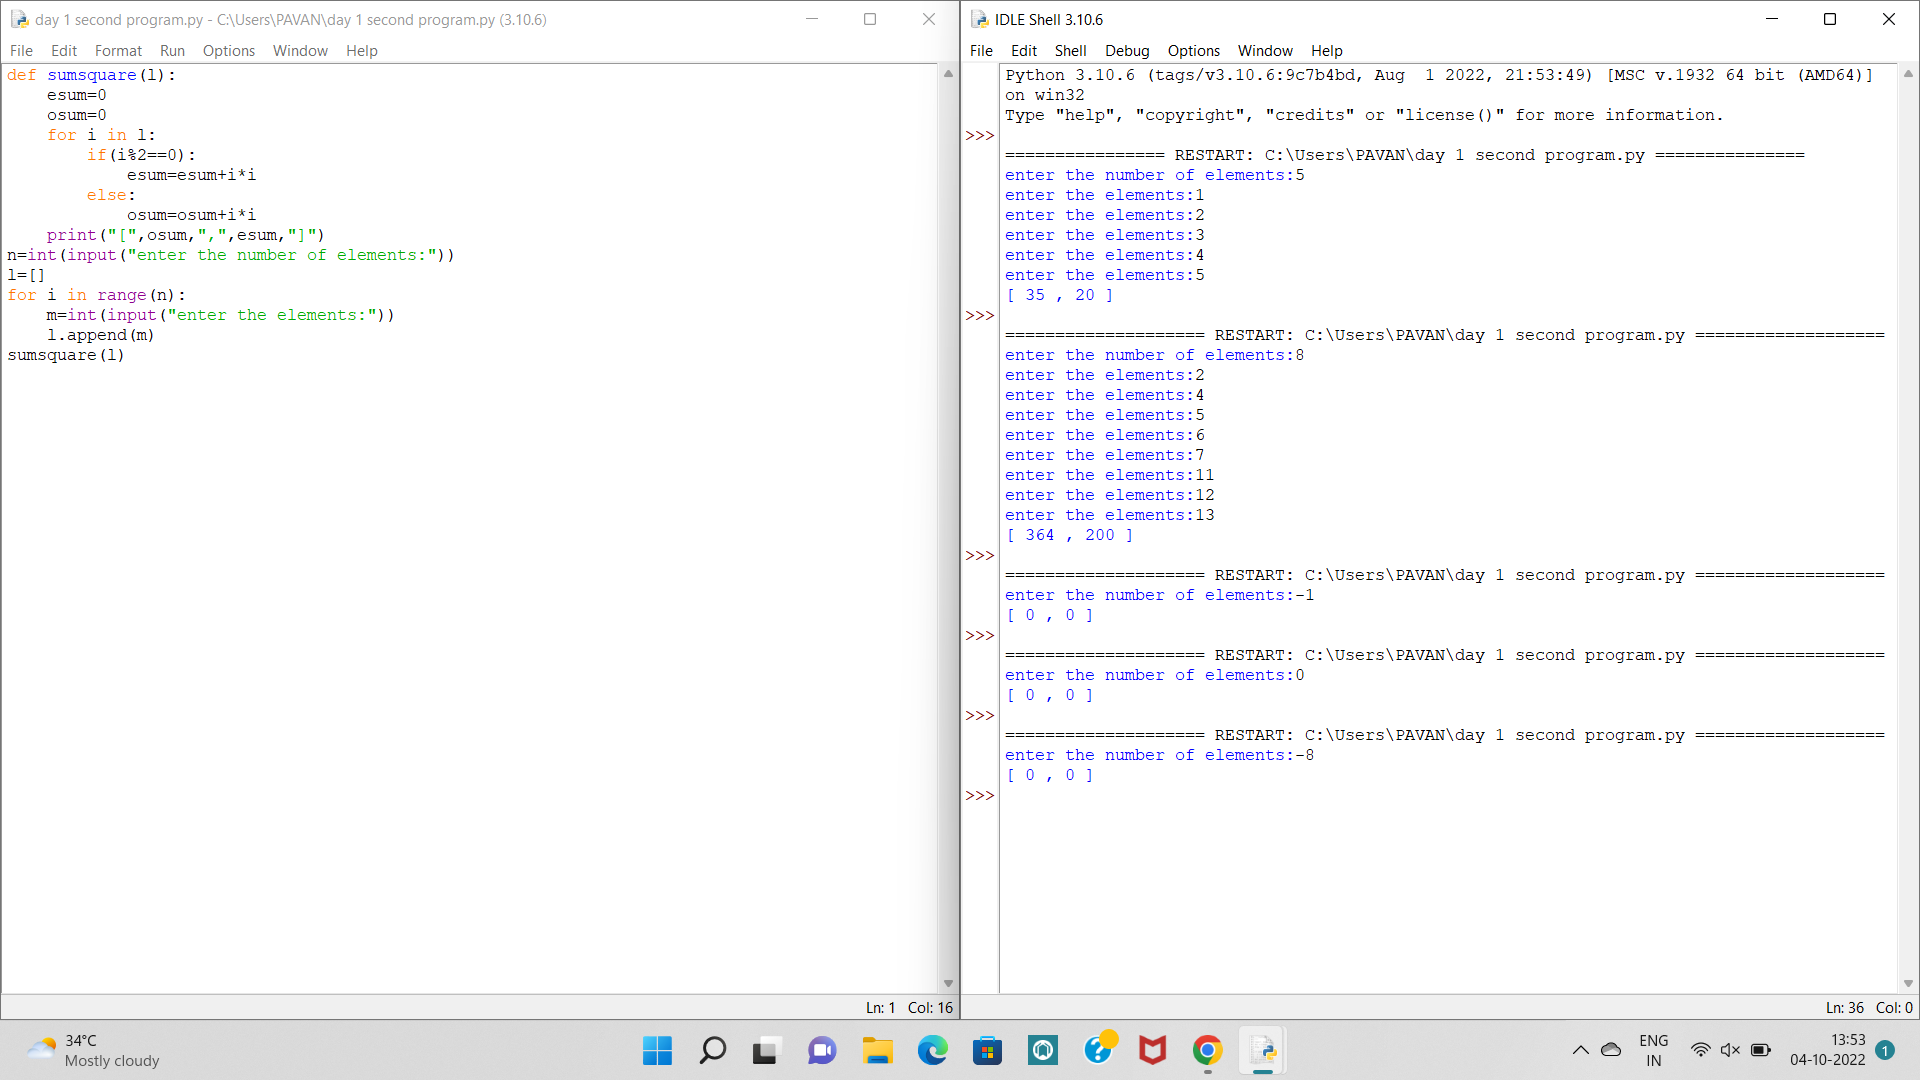 day 1 second program.py - C:\Users\PAVAN\day 1 second program.py (3.10.6)
File Edit Format Run Options Window Help
def sumsquare(l):
    esum=0
    osum=0
    for i in l:
        if(i%2==0):
            esum=esum+i*i
        else:
            osum=osum+i*i
    print("[",osum,",",esum,"]")
n=int(input("enter the number of elements:"))
l=[]
for i in range(n):
    m=int(input("enter the elements:"))
    l.append(m)
sumsquare(l)
Ln: 1 Col: 16
IDLE Shell 3.10.6
File Edit Shell Debug Options Window Help
Python 3.10.6 (tags/v3.10.6:9c7b4bd, Aug  1 2022, 21:53:49) [MSC v.1932 64 bit (AMD64)]
on win32
Type "help", "copyright", "credits" or "license()" for more information.
>>>
================ RESTART: C:\Users\PAVAN\day 1 second program.py ===============
enter the number of elements:5
enter the elements:1
enter the elements:2
enter the elements:3
enter the elements:4
enter the elements:5
[ 35 , 20 ]
>>>
==================== RESTART: C:\Users\PAVAN\day 1 second program.py ===================
enter the number of elements:8
enter the elements:2
enter the elements:4
enter the elements:5
enter the elements:6
enter the elements:7
enter the elements:11
enter the elements:12
enter the elements:13
[ 364 , 200 ]
>>>
==================== RESTART: C:\Users\PAVAN\day 1 second program.py ===================
enter the number of elements:-1
[ 0 , 0 ]
>>>
==================== RESTART: C:\Users\PAVAN\day 1 second program.py ===================
enter the number of elements:0
[ 0 , 0 ]
>>>
==================== RESTART: C:\Users\PAVAN\day 1 second program.py ===================
enter the number of elements:-8
[ 0 , 0 ]
>>>
Ln: 36 Col: 0
34°C
Mostly cloudy
ENG
IN
13:53
04-10-2022
1